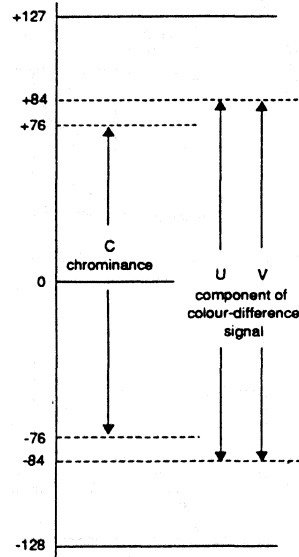 +127
+84
+76
C
chrominance
0
U V
component of
colour-difference
signal
-76
-84
-128